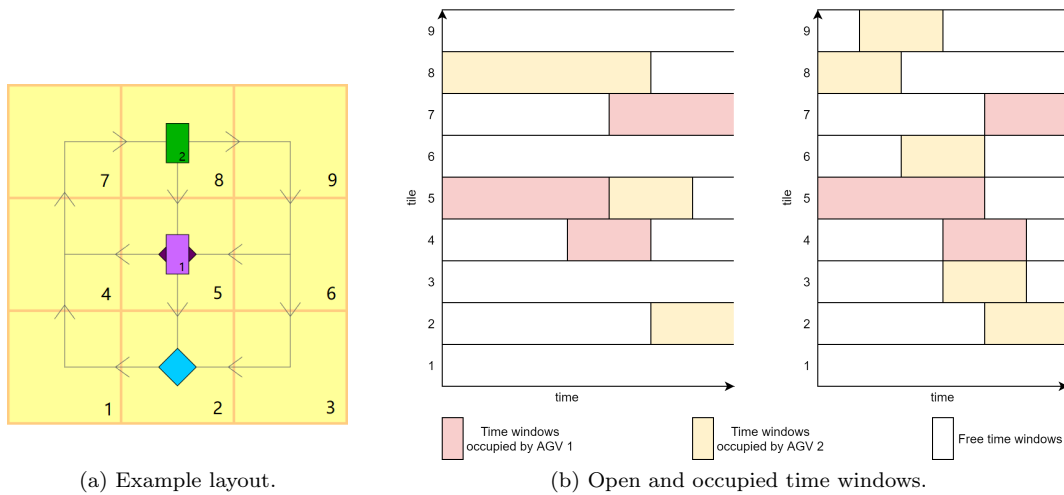 7 8 9
4 5 6
1 2 3
2
1
tile
9
8
7
6
5
4
3
2
1
time
tile
9
8
7
6
5
4
3
2
1
time
Time windows
occupied by AGV 1
Time windows
occupied by AGV 2
Free time windows
(a) Example layout.
(b) Open and occupied time windows.